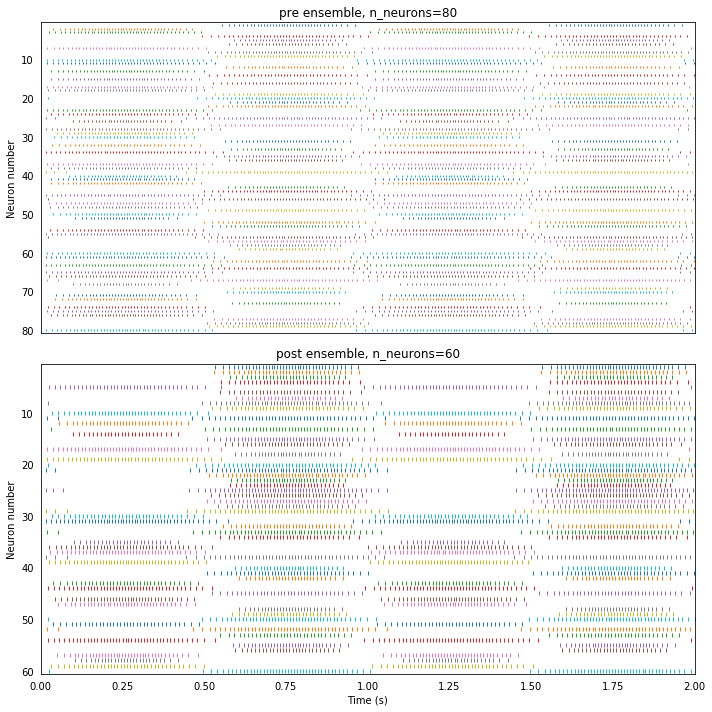 pre ensemble, n_neurons=80
10
20
30
40
50
60
70
80
Neuron number
post ensemble, n_neurons=60
10
20
30
40
50
60
Neuron number
0.00 0.25 0.50 0.75 1.00 1.25 1.50 1.75 2.00
Time (s)